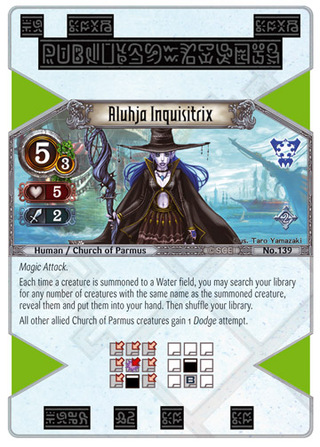 Aluhja Inquisitrix
5
3
5
2
us. Taro Yamazaki
Human / Church of Parmus
SGE
No.139
Magic Attack.
Each time a creature is summoned to a Water field, you may search your library
for any number of creatures with the same name as the summoned creature,
reveal them and put them into your hand. Then shuffle your library.
All other allied Church of Parmus creatures gain 1 Dodge attempt.